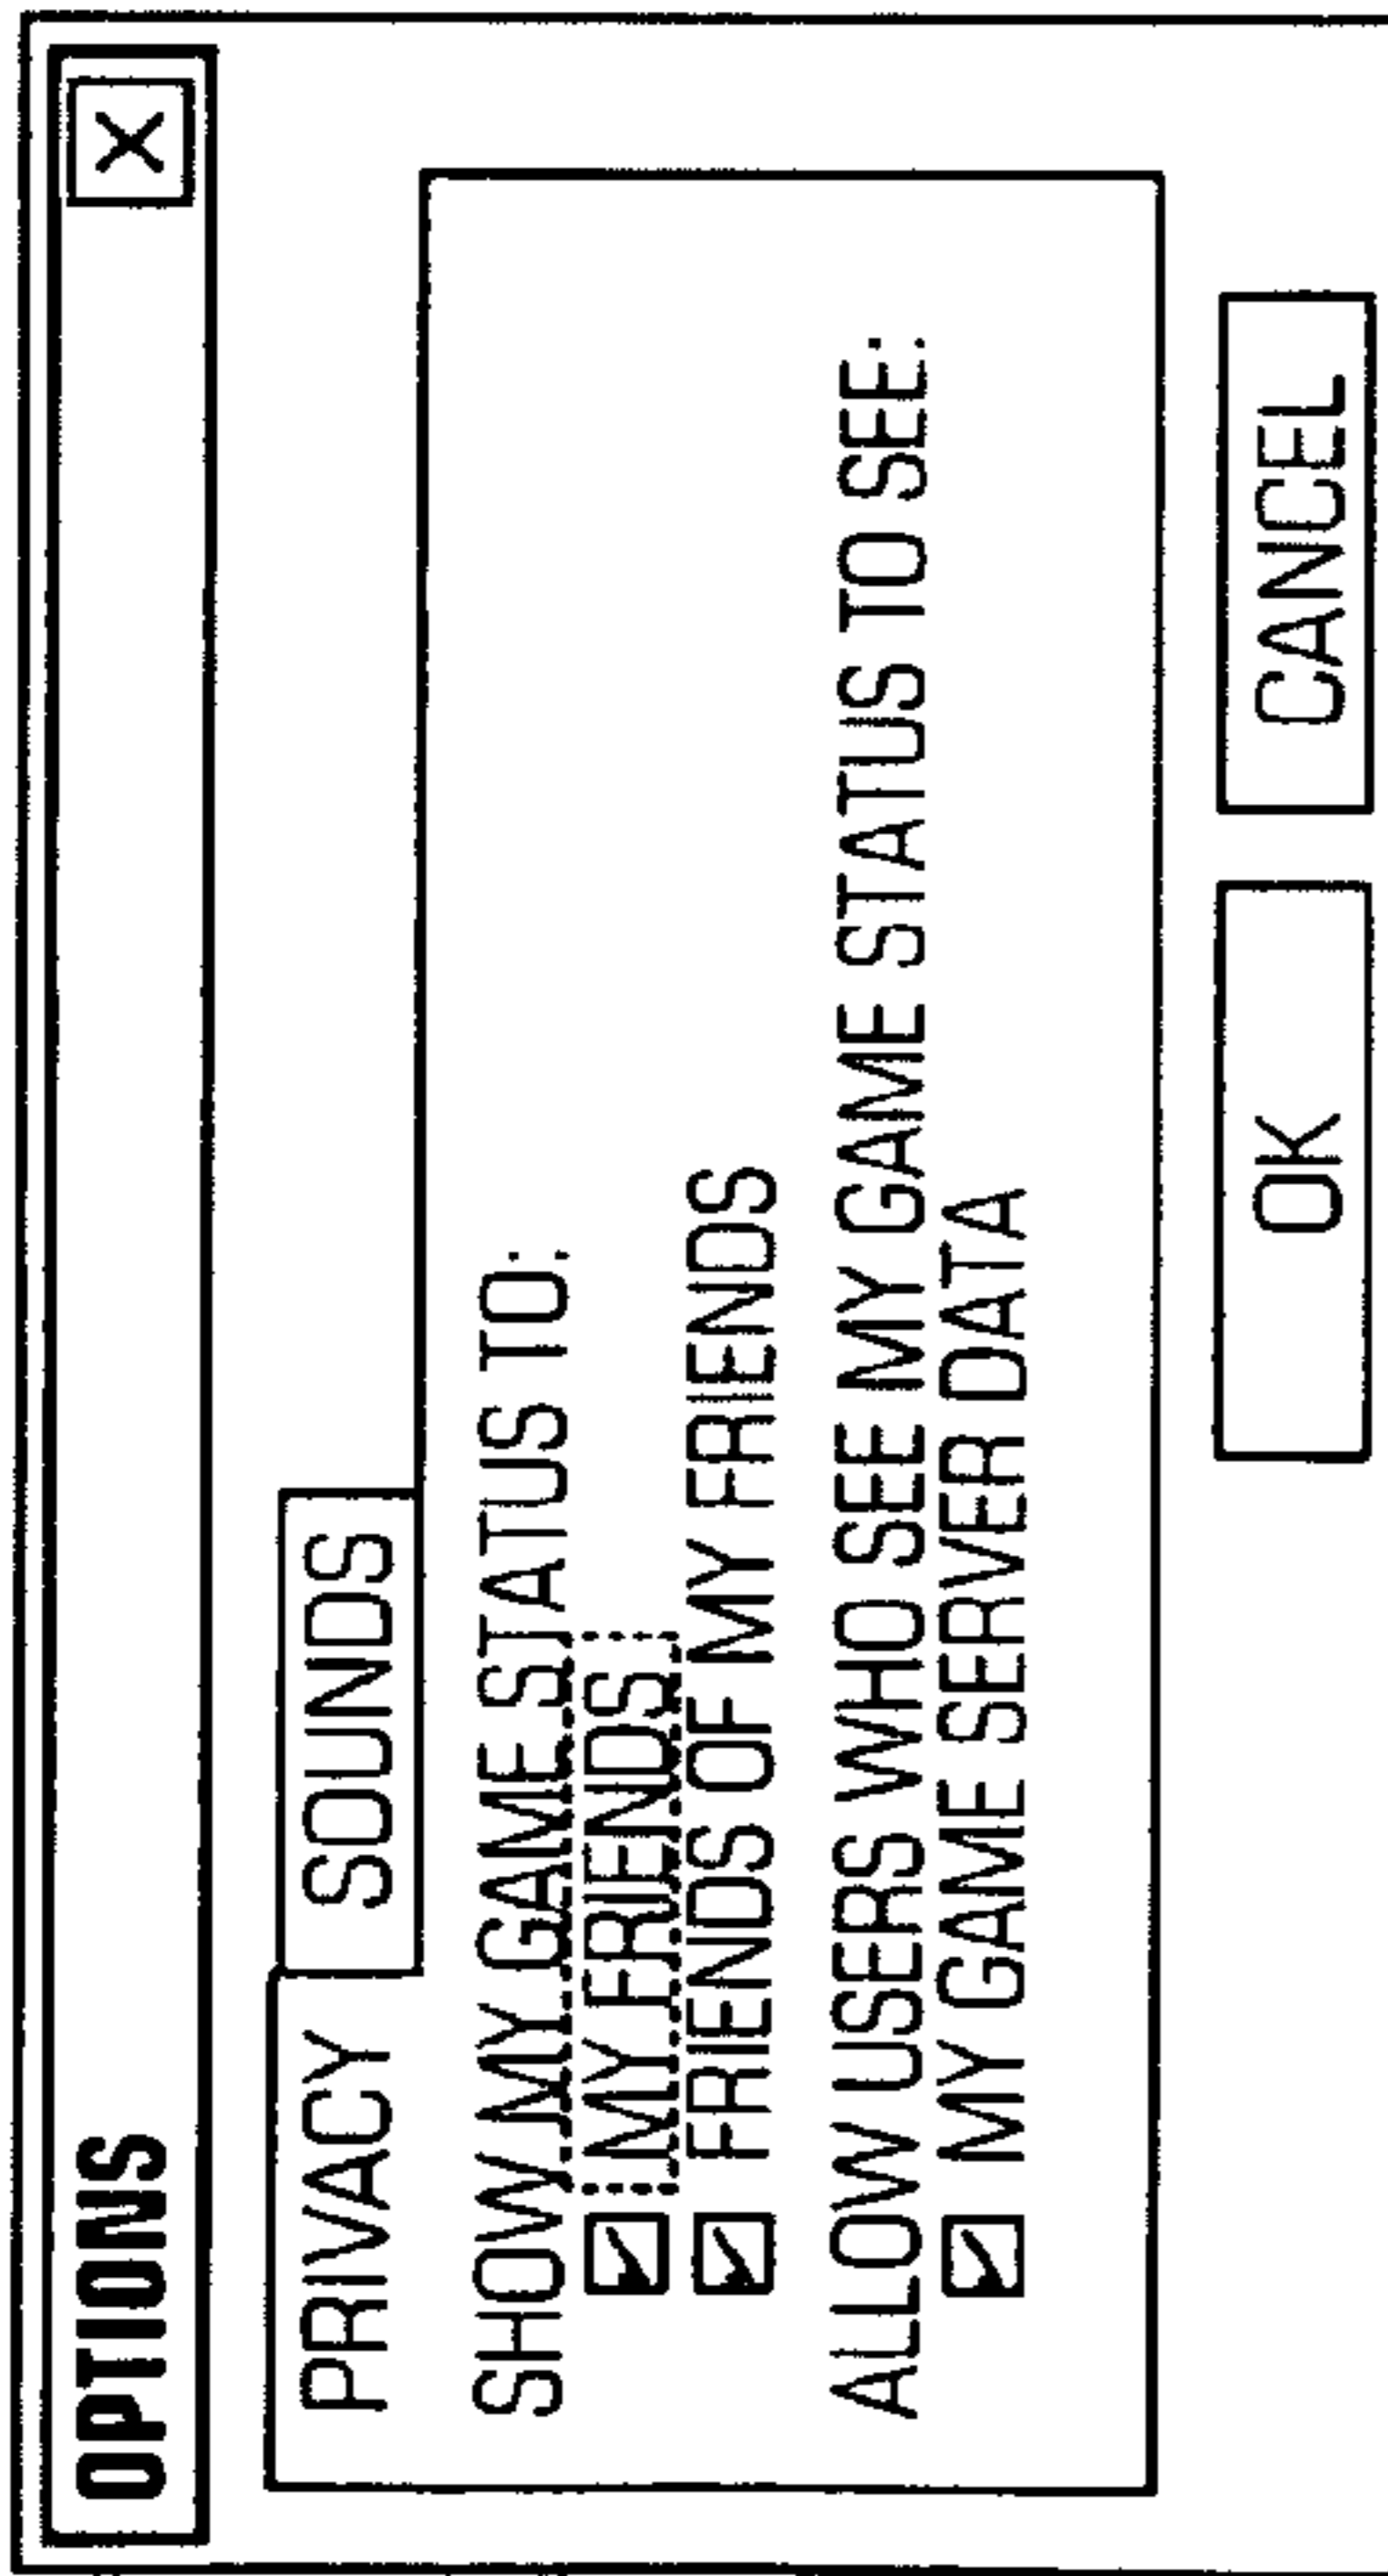 OPTIONS X
PRIVACY SOUNDS
SHOW MY GAME STATUS TO:
MY FRIENDS
FRIENDS OF MY FRIENDS
ALLOW USERS WHO SEE MY GAME STATUS TO SEE:
MY GAME SERVER DATA
OK CANCEL